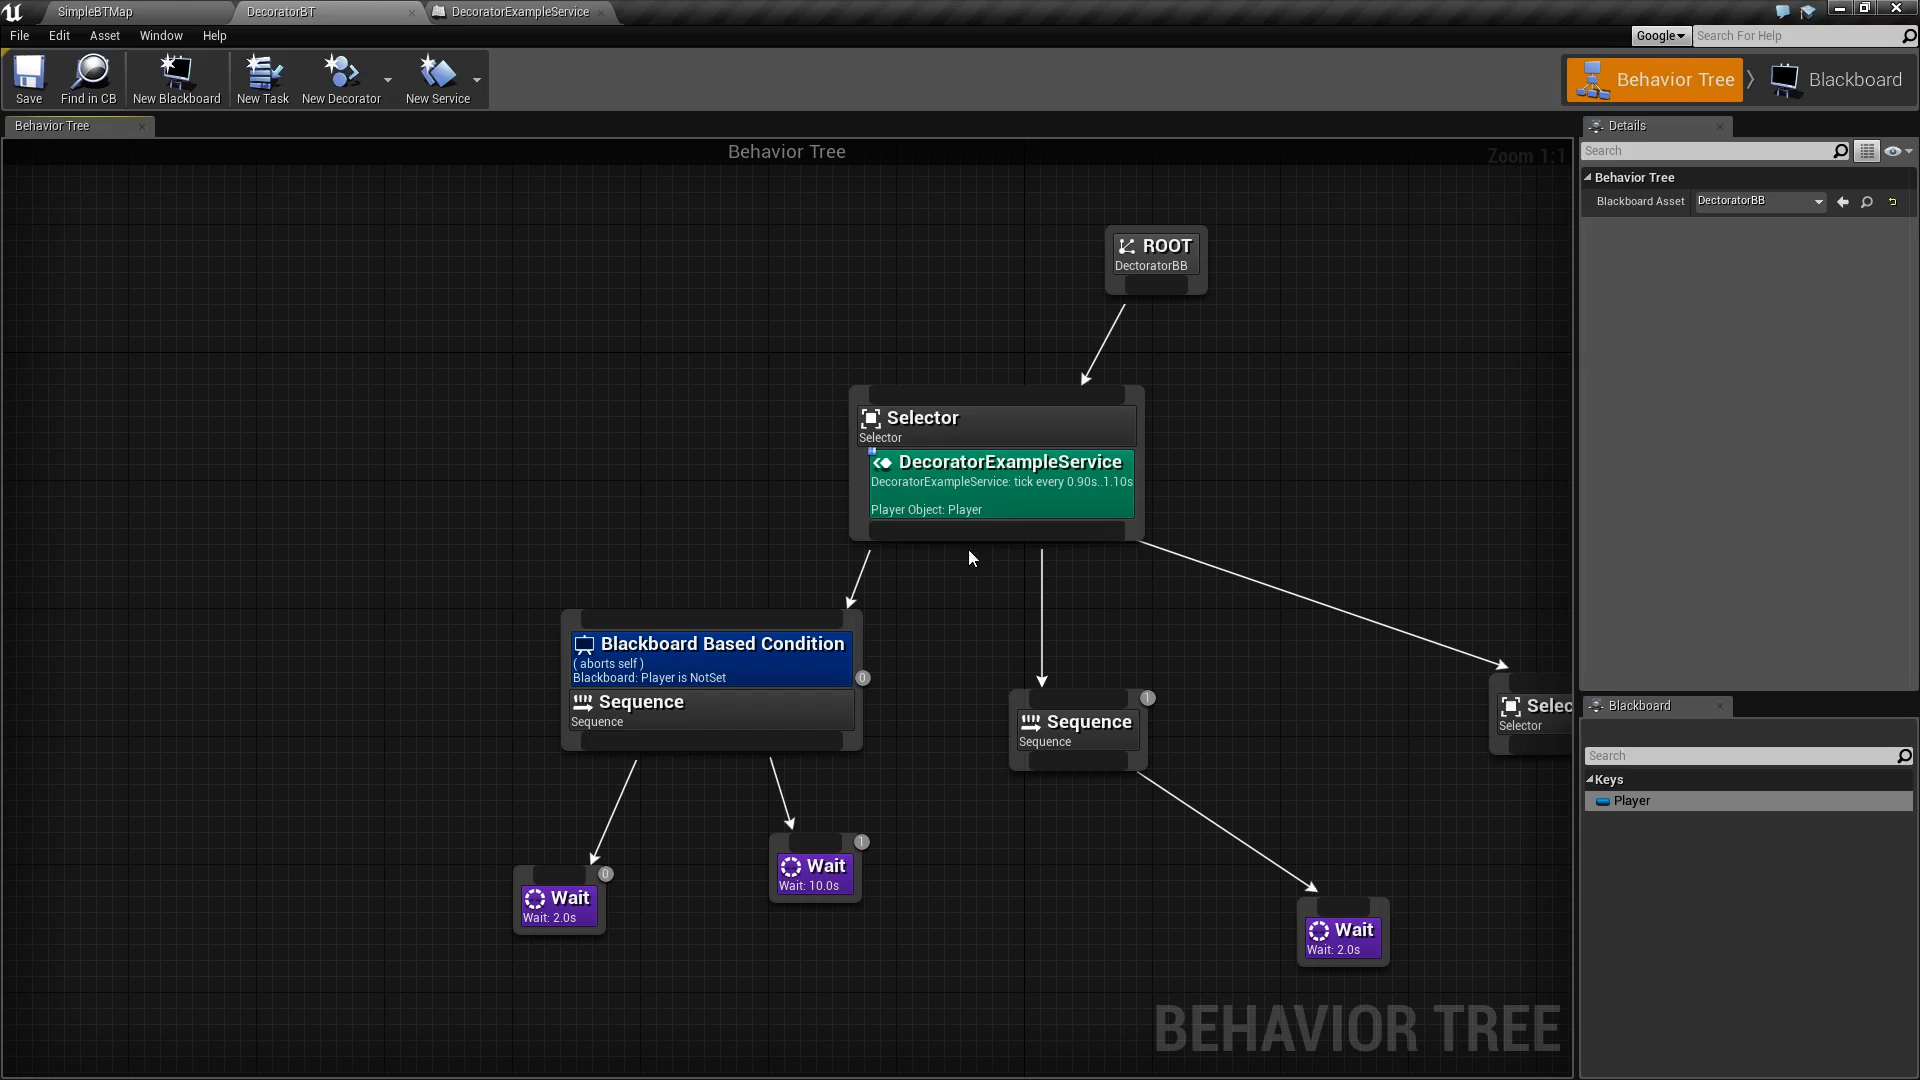 SimpleBTMap
DecoratorBT
DecoratorExampleService
File Edit Asset Window Help
Google
Search For Help
Save
Find in CB
New Blackboard
New Task
New Decorator
New Service
Behavior Tree
Blackboard
Behavior Tree
Details
Behavior Tree
Zoom 1:1
Search
Behavior Tree
Blackboard Asset
DectoratorBB
ROOT
DectoratorBB
Selector
Selector
DecoratorExampleService
DecoratorExampleService: tick every 0.90s..1.10s
Player Object: Player
Blackboard Based Condition
( aborts self )
Blackboard: Player is NotSet
0
Sequence
Sequence
1
Sequence
Sequence
Selec
Selector
Blackboard
Search
Keys
Player
1
Wait
Wait: 10.0s
0
Wait
Wait: 2.0s
Wait
Wait: 2.0s
BEHAVIOR TREE